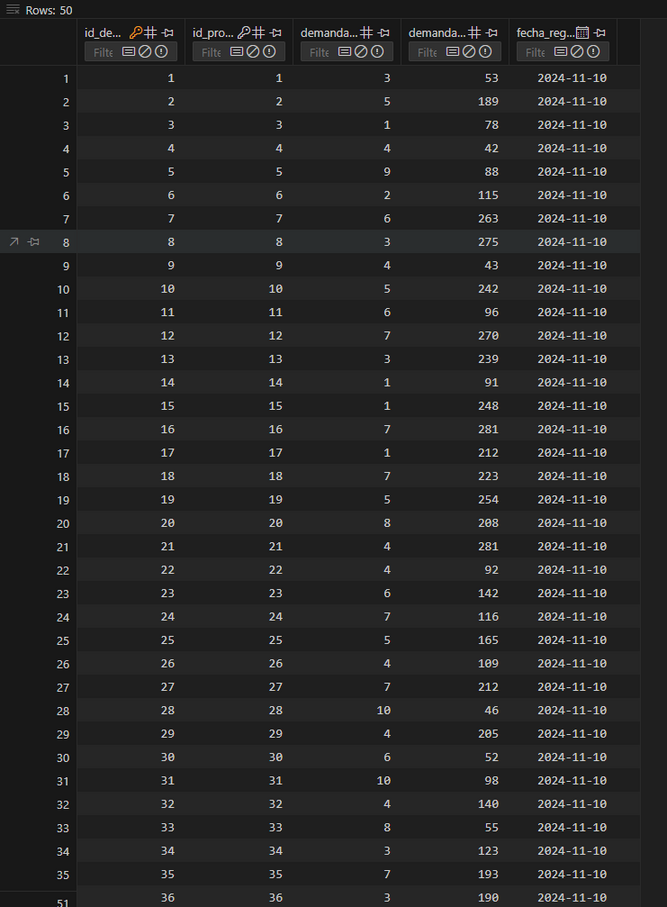 Rows: 50
id_de... id_pro... demanda... demanda... fecha_reg...
Filte Filte Filte Filte Filte
1 1 1 3 53 2024-11-10
2 2 2 5 189 2024-11-10
3 3 3 1 78 2024-11-10
4 4 4 4 42 2024-11-10
5 5 5 9 88 2024-11-10
6 6 6 2 115 2024-11-10
7 7 7 6 263 2024-11-10
8 8 8 3 275 2024-11-10
9 9 9 4 43 2024-11-10
10 10 10 5 242 2024-11-10
11 11 11 6 96 2024-11-10
12 12 12 7 270 2024-11-10
13 13 13 3 239 2024-11-10
14 14 14 1 91 2024-11-10
15 15 15 1 248 2024-11-10
16 16 16 7 281 2024-11-10
17 17 17 1 212 2024-11-10
18 18 18 7 223 2024-11-10
19 19 19 5 254 2024-11-10
20 20 20 8 208 2024-11-10
21 21 21 4 281 2024-11-10
22 22 22 4 92 2024-11-10
23 23 23 6 142 2024-11-10
24 24 24 7 116 2024-11-10
25 25 25 5 165 2024-11-10
26 26 26 4 109 2024-11-10
27 27 27 7 212 2024-11-10
28 28 28 10 46 2024-11-10
29 29 29 4 205 2024-11-10
30 30 30 6 52 2024-11-10
31 31 31 10 98 2024-11-10
32 32 32 4 140 2024-11-10
33 33 33 8 55 2024-11-10
34 34 34 3 123 2024-11-10
35 35 35 7 193 2024-11-10
51 36 36 3 190 2024-11-10